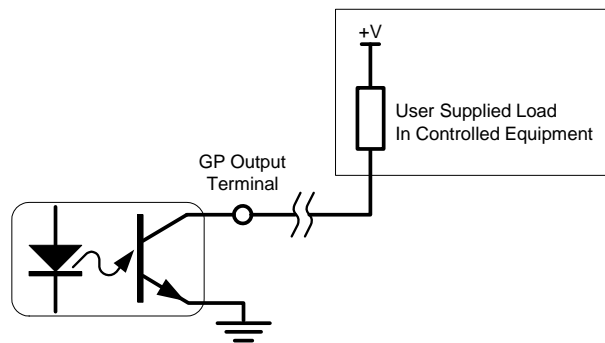 +V
User Supplied Load
In Controlled Equipment
GP Output
Terminal